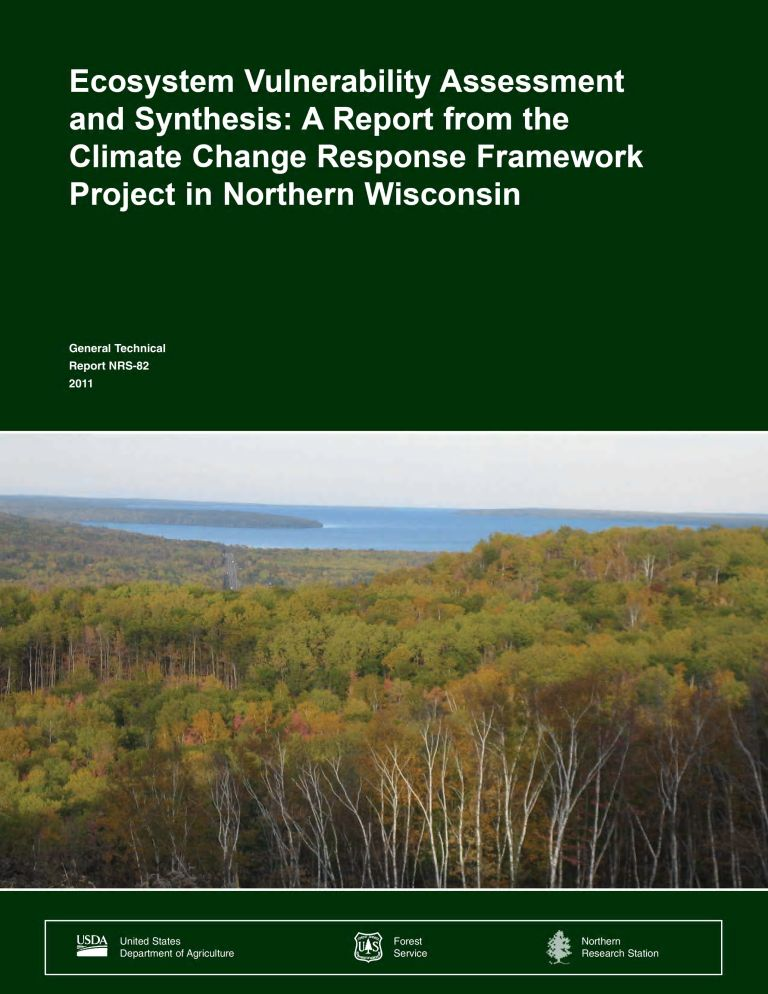 Ecosystem Vulnerability Assessment
and Synthesis: A Report from the
Climate Change Response Framework
Project in Northern Wisconsin
General Technical
Report NRS-82
2011
USDA
United States
Department of Agriculture
U S
Forest
Service
Northern
Research Station